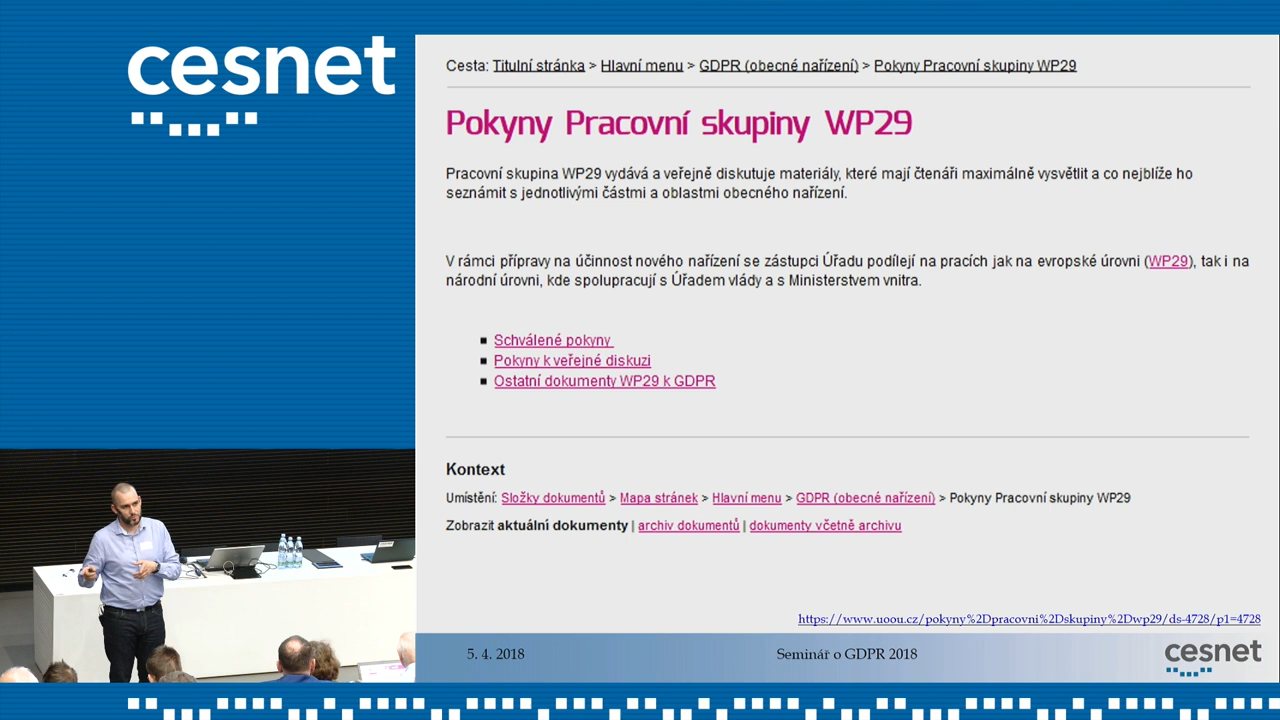 cesnet
Cesta: Titulní stránka > Hlavní menu > GDPR (obecné nařízení) > Pokyny Pracovní skupiny WP29
Pokyny Pracovní skupiny WP29
Pracovní skupina WP29 vydává a veřejně diskutuje materiály, které mají čtenáři maximálně vysvětlit a co nejblíže ho
seznámit s jednotlivými částmi a oblastmi obecného nařízení.
V rámci přípravy na účinnost nového nařízení se zástupci Úřadu podílejí na pracích jak na evropské úrovni (WP29), tak i na
národní úrovni, kde spolupracují s Úřadem vlády a s Ministerstvem vnitra.
Schválené pokyny
Pokyny k veřejné diskuzi
Ostatní dokumenty WP29 k GDPR
Kontext
Umístění: Složky dokumentů > Mapa stránek > Hlavní menu > GDPR (obecné nařízení) > Pokyny Pracovní skupiny WP29
Zobrazit aktuální dokumenty | archiv dokumentů | dokumenty včetně archivu
https://www.uoou.cz/pokyny%2Dpracovni%2Dskupiny%2Dwp29/ds-4728/p1=4728
5. 4. 2018
Seminář o GDPR 2018
cesnet